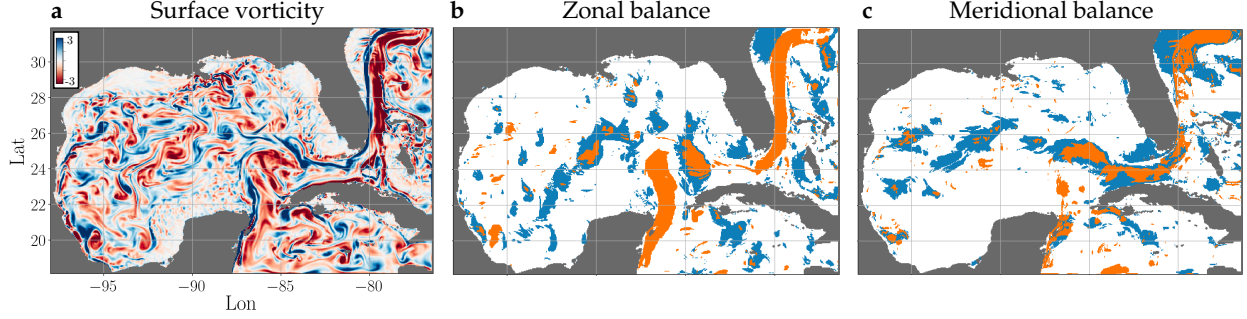 a Surface vorticity
b Zonal balance
c Meridional balance
3
-3
30
28
26
24
22
20
Lat
−95
−90
−85
−80
Lon